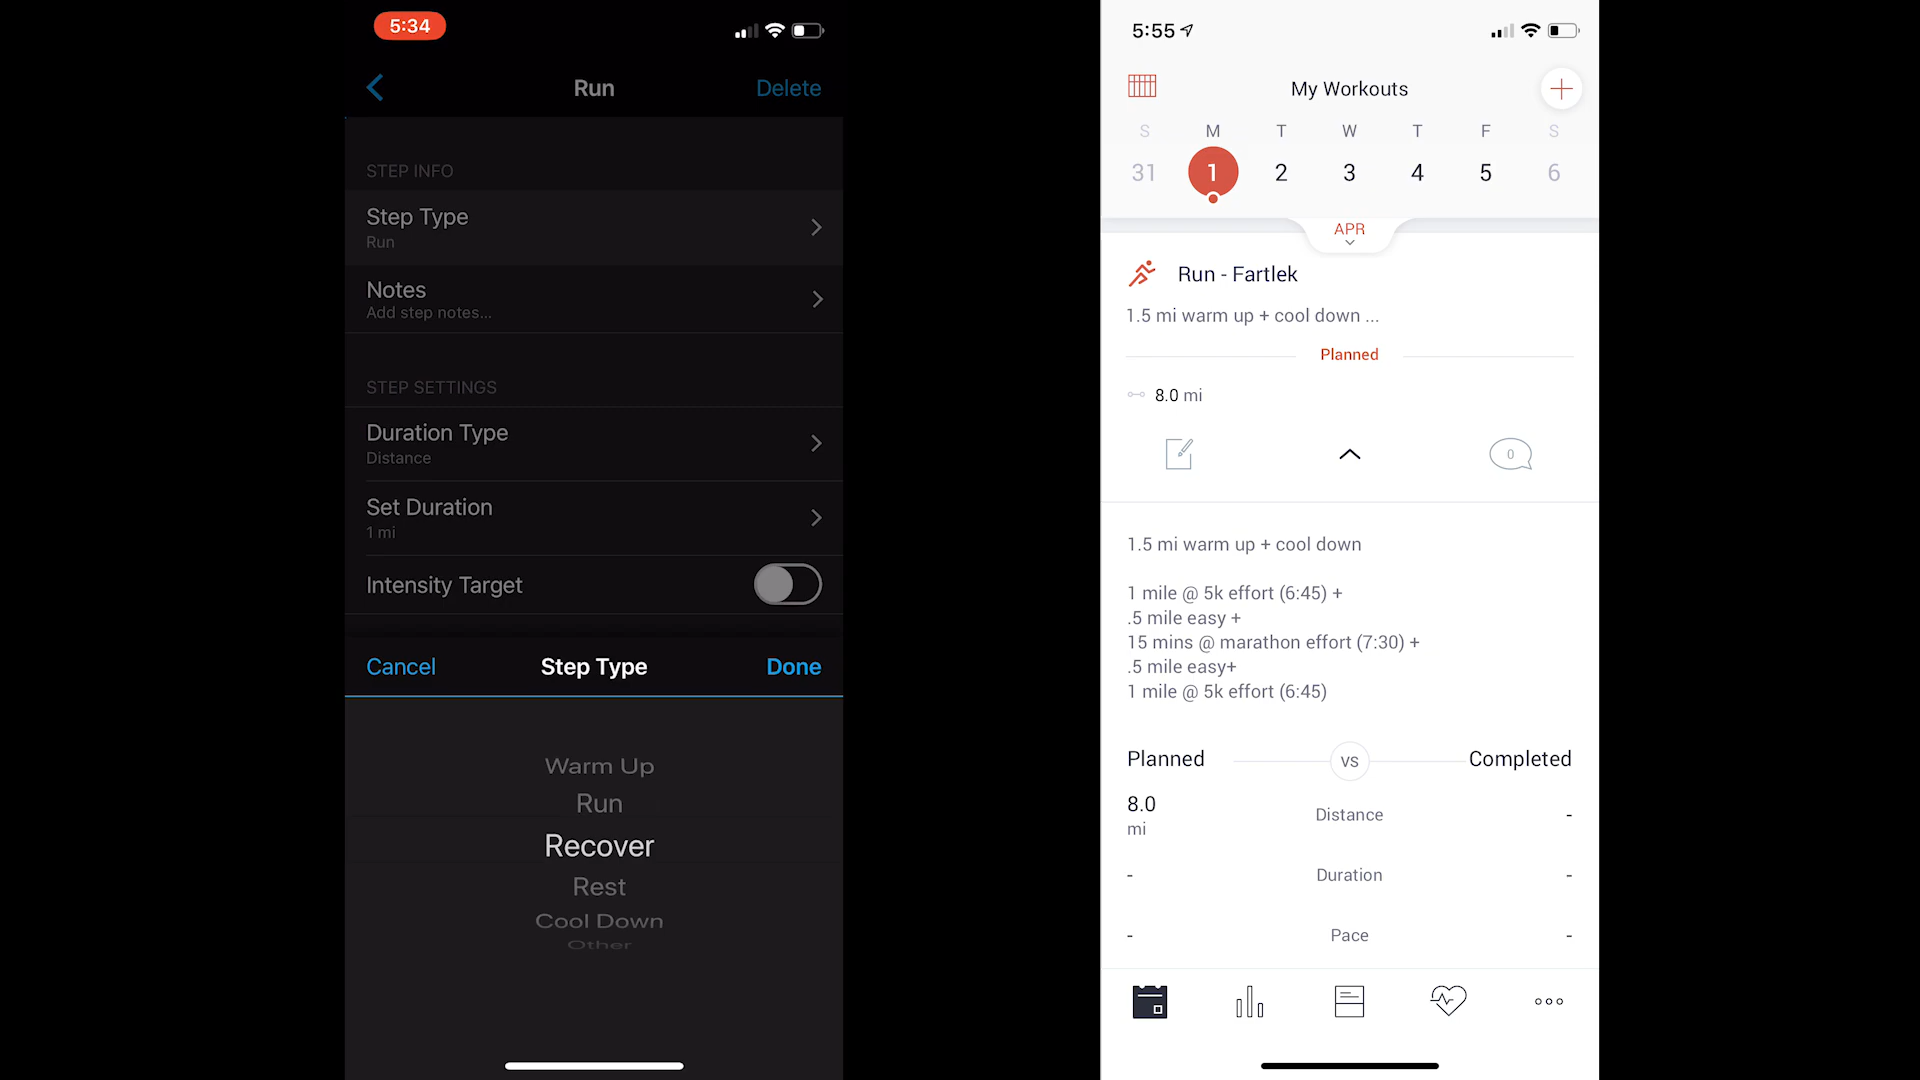 5:34
Run
Delete
STEP INFO
Step Type
Run
Notes
Add step notes...
STEP SETTINGS
Duration Type
Distance
Set Duration
1 mi
Intensity Target
Cancel
Step Type
Done
Warm Up
Run
Recover
Rest
Cool Down
Other
5:55
My Workouts
S M T W T F S
31 1 2 3 4 5 6
APR
Run - Fartlek
1.5 mi warm up + cool down ...
Planned
8.0 mi
0
1.5 mi warm up + cool down
1 mile @ 5k effort (6:45) +
.5 mile easy +
15 mins @ marathon effort (7:30) +
.5 mile easy+
1 mile @ 5k effort (6:45)
Planned
VS
Completed
8.0
mi
Distance
-
-
Duration
-
-
Pace
-